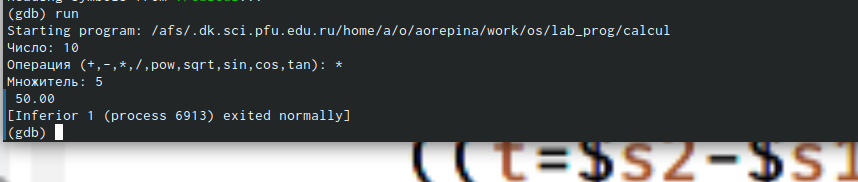 (gdb) run
Starting program: /afs/.dk.sci.pfu.edu.ru/home/a/o/aorepina/work/os/lab_prog/calcul
Число: 10
Операция (+,-,*,/,pow,sqrt,sin,cos,tan): *
Множитель: 5
50.00
[Inferior 1 (process 6913) exited normally]
(gdb)
((t=$s2-$s1